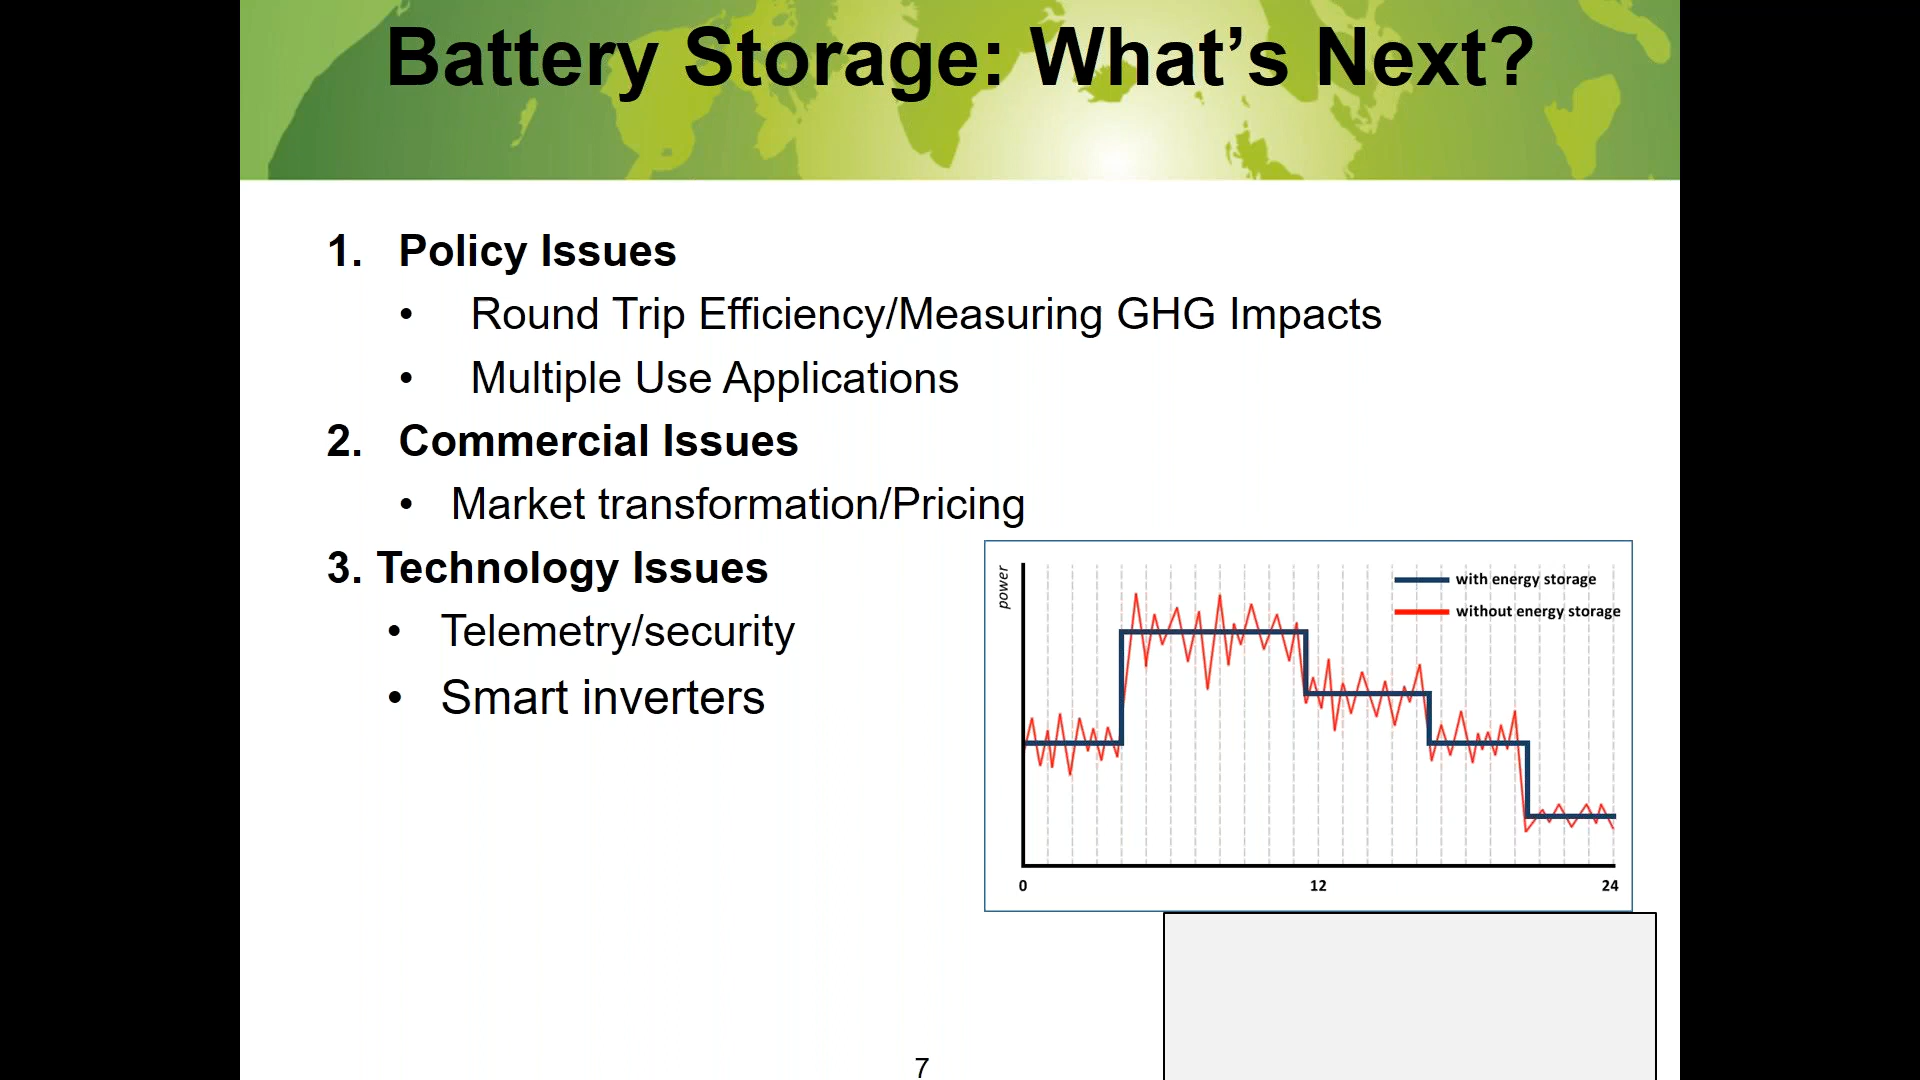 Battery Storage: What’s Next?
1. Policy Issues
• Round Trip Efficiency/Measuring GHG Impacts
• Multiple Use Applications
2. Commercial Issues
• Market transformation/Pricing
3. Technology Issues
• Telemetry/security
• Smart inverters
power
with energy storage
without energy storage
0 12 24
7